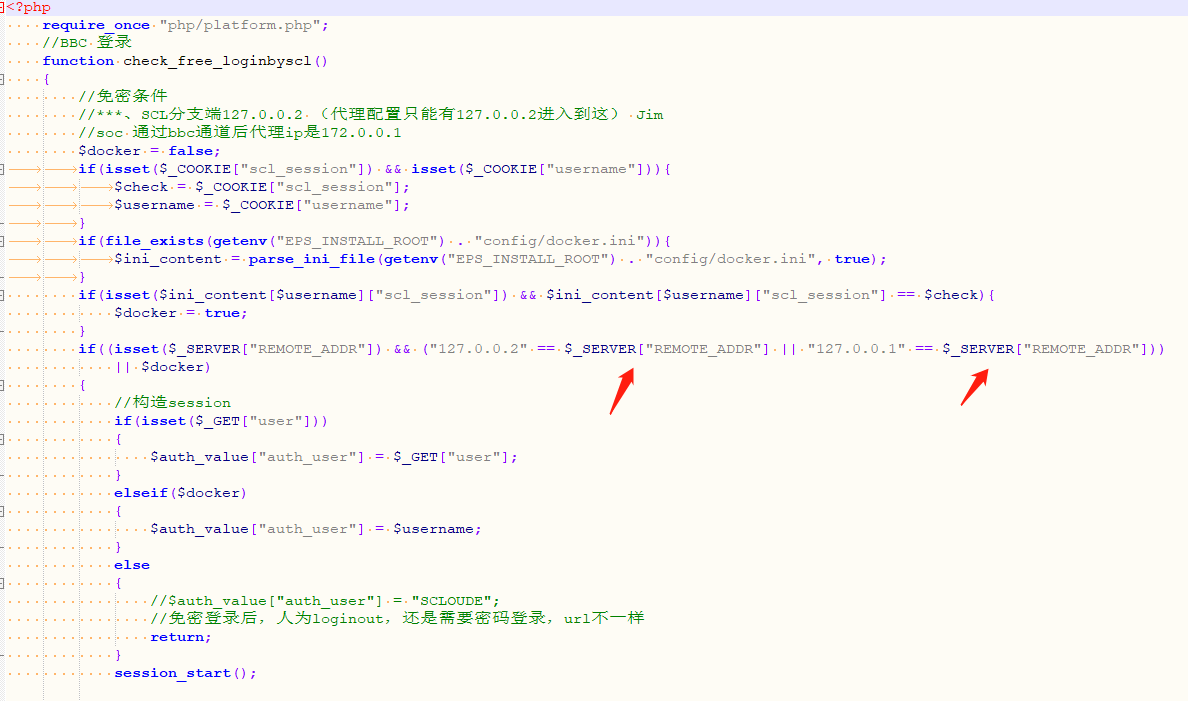 <?php
require_once "php/platform.php";
//BBC 登录
function check_free_loginbyscl()
{
//免密条件
//***、SCL分支端127.0.0.2 （代理配置只能有127.0.0.2进入到这） Jim
//soc 通过bbc通道后代理ip是172.0.0.1
$docker = false;
if(isset($_COOKIE["scl_session"]) && isset($_COOKIE["username"])){
$check = $_COOKIE["scl_session"];
$username = $_COOKIE["username"];
}
if(file_exists(getenv("EPS_INSTALL_ROOT") . "config/docker.ini")){
$ini_content = parse_ini_file(getenv("EPS_INSTALL_ROOT") . "config/docker.ini", true);
}
if(isset($ini_content[$username]["scl_session"]) && $ini_content[$username]["scl_session"] == $check){
$docker = true;
}
if((isset($_SERVER["REMOTE_ADDR"]) && ("127.0.0.2" == $_SERVER["REMOTE_ADDR"] || "127.0.0.1" == $_SERVER["REMOTE_ADDR"]))
|| $docker)
{
//构造session
if(isset($_GET["user"]))
{
$auth_value["auth_user"] = $_GET["user"];
}
elseif($docker)
{
$auth_value["auth_user"] = $username;
}
else
{
//$auth_value["auth_user"] = "SCLOUDE";
//免密登录后，人为loginout，还是需要密码登录，url不一样
return;
}
session_start();